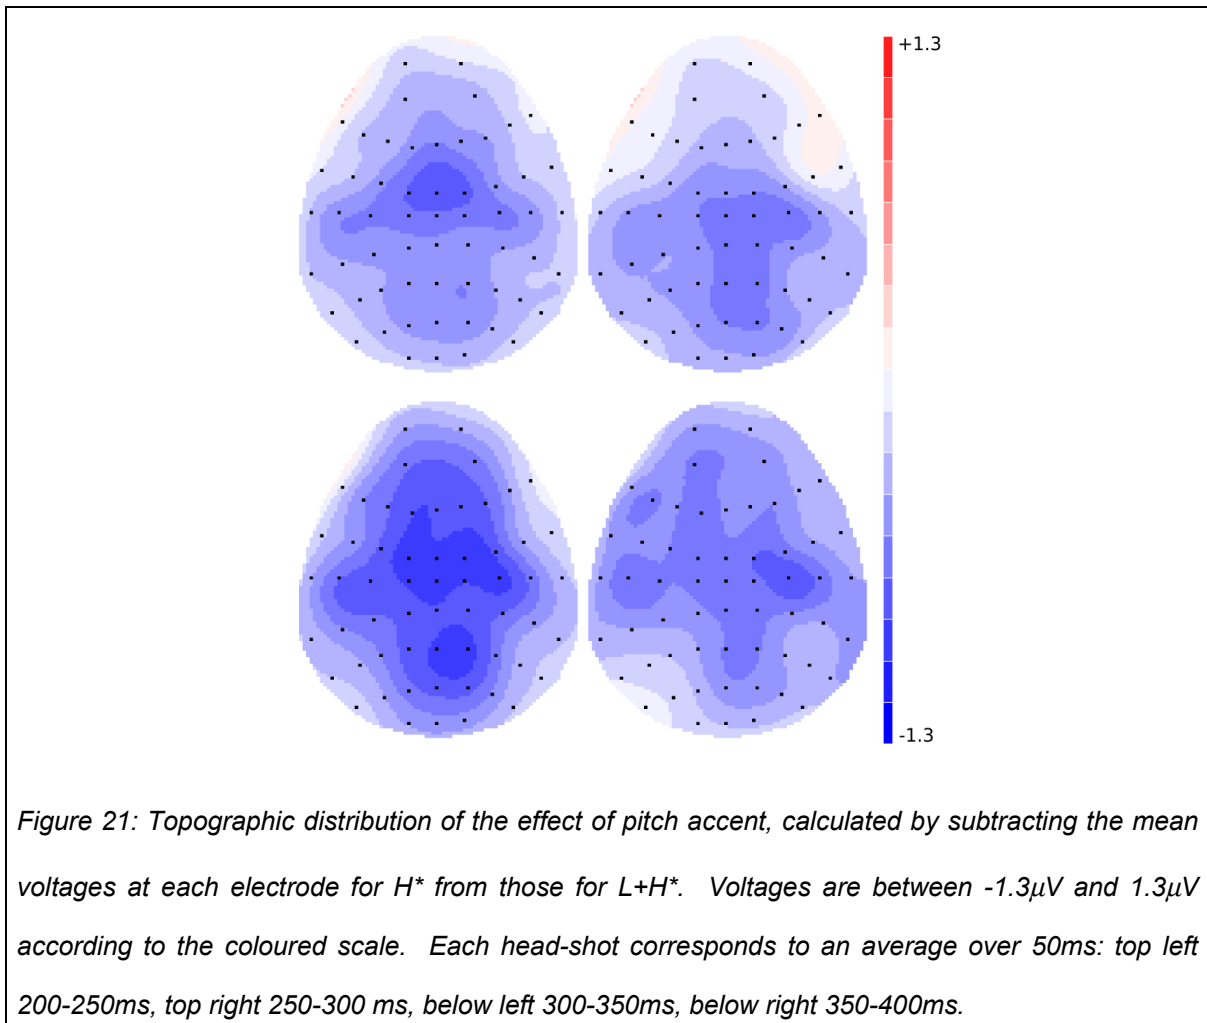 +1.3
-1.3
Figure 21: Topographic distribution of the effect of pitch accent, calculated by subtracting the mean
voltages at each electrode for H* from those for L+H*. Voltages are between -1.3μV and 1.3μV
according to the coloured scale. Each head-shot corresponds to an average over 50ms: top left
200-250ms, top right 250-300 ms, below left 300-350ms, below right 350-400ms.